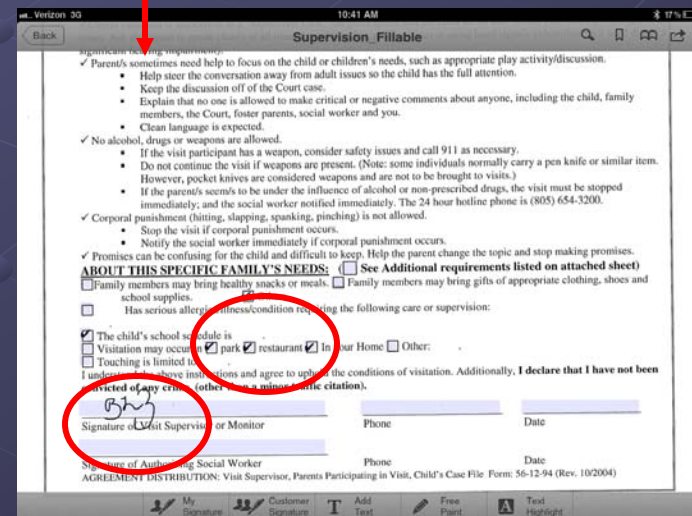 Verizon 3G 10:41 AM 17%
Back Supervision_Fillable
✓ Parent/s sometimes need help to focus on the child or children's needs, such as appropriate play activity/discussion.
▪ Help steer the conversation away from adult issues so the child has the full attention.
▪ Keep the discussion off of the Court case.
▪ Explain that no one is allowed to make critical or negative comments about anyone, including the child, family
members, the Court, foster parents, social worker and you.
▪ Clean language is expected.
✓ No alcohol, drugs or weapons are allowed.
▪ If the visit participant has a weapon, consider safety issues and call 911 as necessary.
▪ Do not continue the visit if weapons are present. (Note: some individuals normally carry a pen knife or similar item.
However, pocket knives are considered weapons and are not to be brought to visits.)
▪ If the parent/s seem/s to be under the influence of alcohol or non-prescribed drugs, the visit must be stopped
immediately; and the social worker notified immediately. The 24 hour hotline phone is (805) 654-3200.
✓ Corporal punishment (hitting, slapping, spanking, pinching) is not allowed.
▪ Stop the visit if corporal punishment occurs.
▪ Notify the social worker immediately if corporal punishment occurs.
✓ Promises can be confusing for the child and difficult to keep. Help the parent change the topic and stop making promises.
ABOUT THIS SPECIFIC FAMILY'S NEEDS: ( See Additional requirements listed on attached sheet)
Family members may bring healthy snacks or meals. Family members may bring gifts of appropriate clothing, shoes and
school supplies.
Has serious allergies/illness/condition requiring the following care or supervision:
The child's school schedule is .
Visitation may occur in park restaurant In your Home Other: .
Touching is limited to .
I understand the above instructions and agree to uphold the conditions of visitation. Additionally, I declare that I have not been
convicted of any crime (other than a minor traffic citation).
Signature of Visit Supervisor or Monitor Phone Date
Signature of Authorizing Social Worker Phone Date
AGREEMENT DISTRIBUTION: Visit Supervisor, Parents Participating in Visit, Child's Case File Form: 56-12-94 (Rev. 10/2004)
My Signature Customer Signature Add Text Free Paint Text Highlight